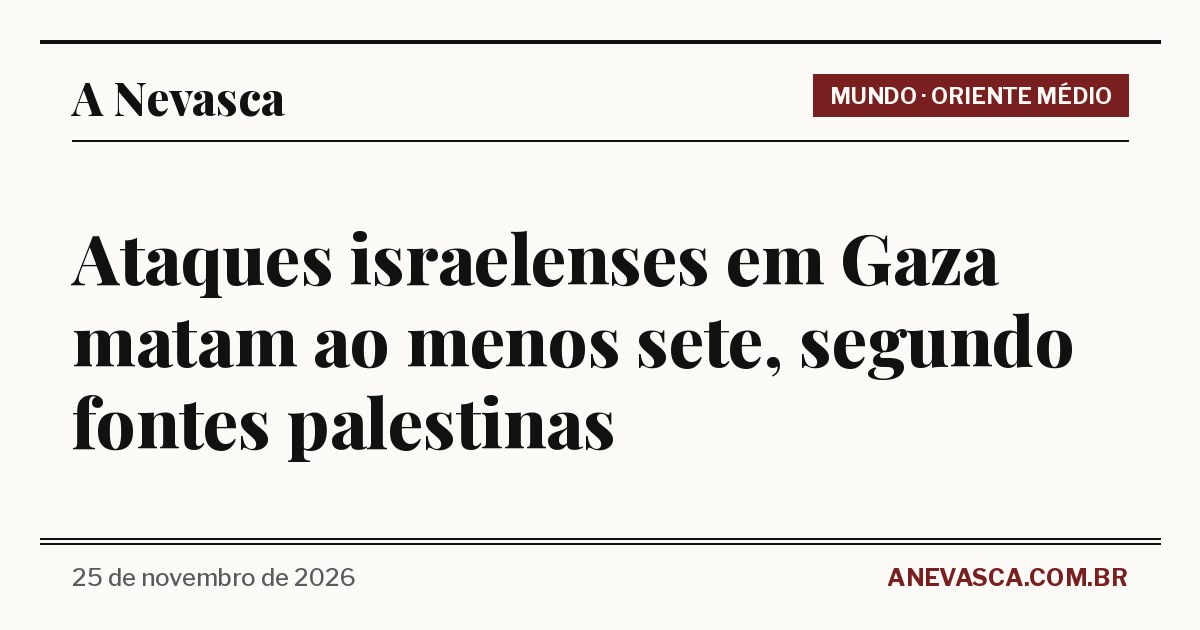 A Nevasca
MUNDO · ORIENTE MÉDIO
Ataques israelenses em Gaza
matam ao menos sete, segundo
fontes palestinas
25 de novembro de 2026
ANEVASCA.COM.BR